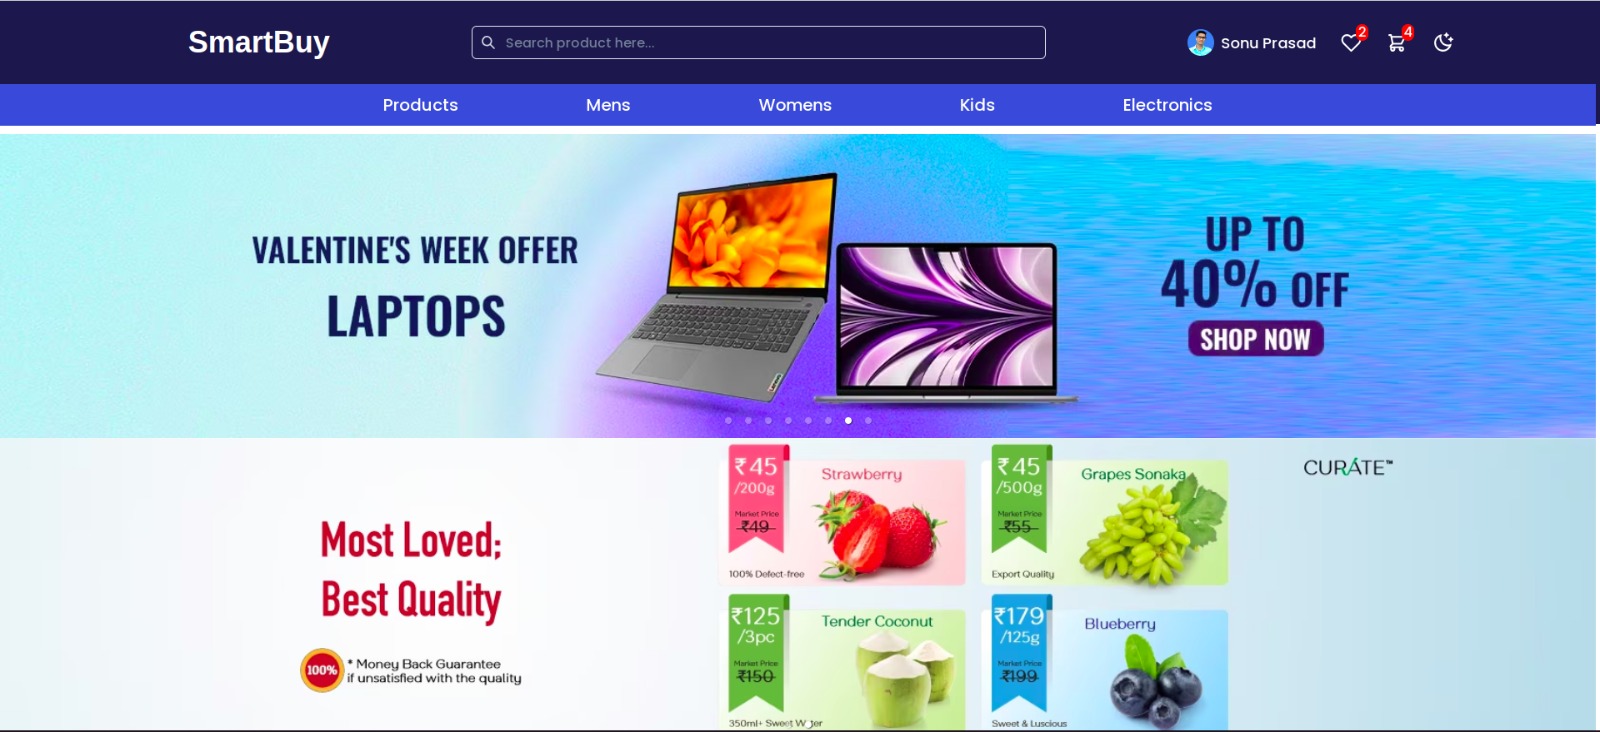 SmartBuy
Search product here...
Sonu Prasad
2
4
Products
Mens
Womens
Kids
Electronics
VALENTINE'S WEEK OFFER
LAPTOPS
Lenovo
UP TO
40% OFF
SHOP NOW
Most Loved;
Best Quality
100%
* Money Back Guarantee
if unsatisfied with the quality
₹45
/200g
Market Price
₹49
100% Defect-free
Strawberry
₹45
/500g
Market Price
₹55
Export Quality
Grapes Sonaka
₹125
/3pc
Market Price
₹150
350ml+ Sweet Water
Tender Coconut
₹179
/125g
Market Price
₹199
Sweet & Luscious
Blueberry
CURÁTE™